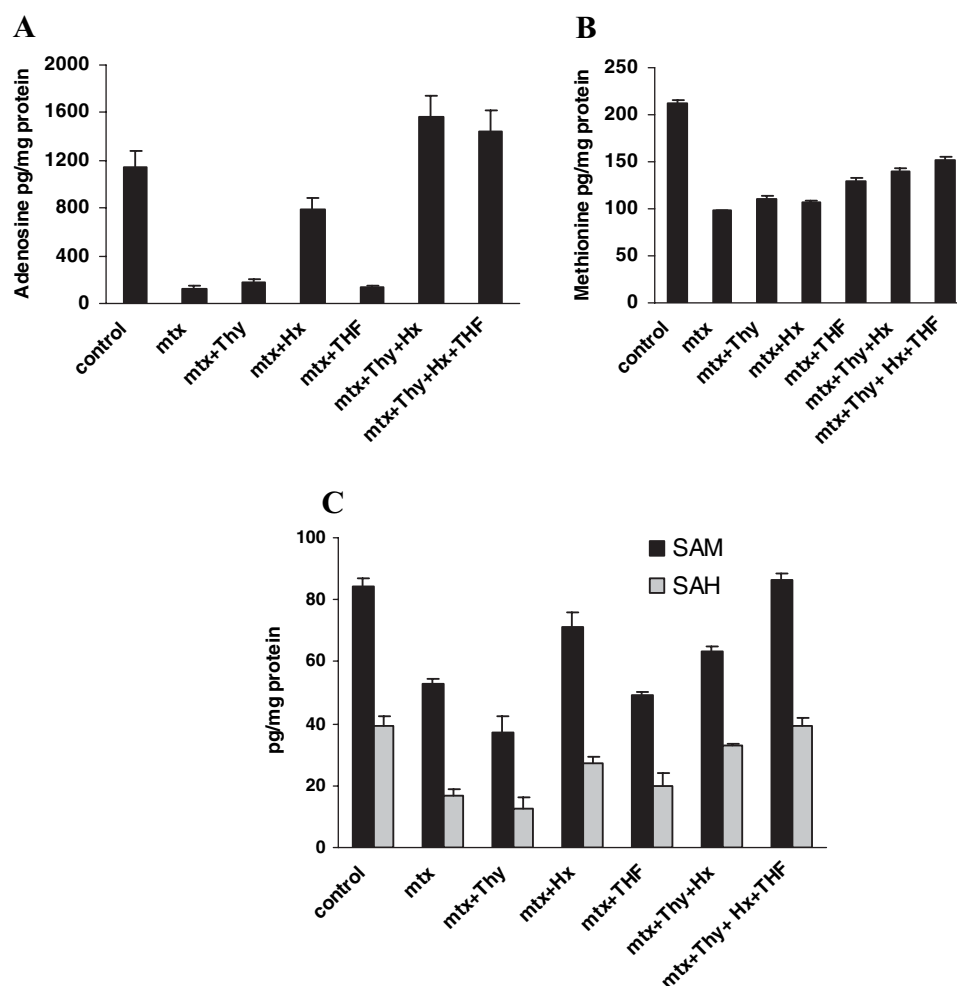 A
Adenosine pg/mg protein
2000
1600
1200
800
400
0
control
mtx
mtx+Thy
mtx+Hx
mtx+THF
mtx+Thy+Hx
mtx+Thy+Hx+THF
B
Methionine pg/mg protein
250
200
150
100
50
0
control
mtx
mtx+Thy
mtx+Hx
mtx+THF
mtx+Thy+Hx
mtx+Thy+ Hx+THF
C
pg/mg protein
100
80
60
40
20
0
SAM
SAH
control
mtx
mtx+Thy
mtx+Hx
mtx+THF
mtx+Thy+Hx
mtx+Thy+ Hx+THF